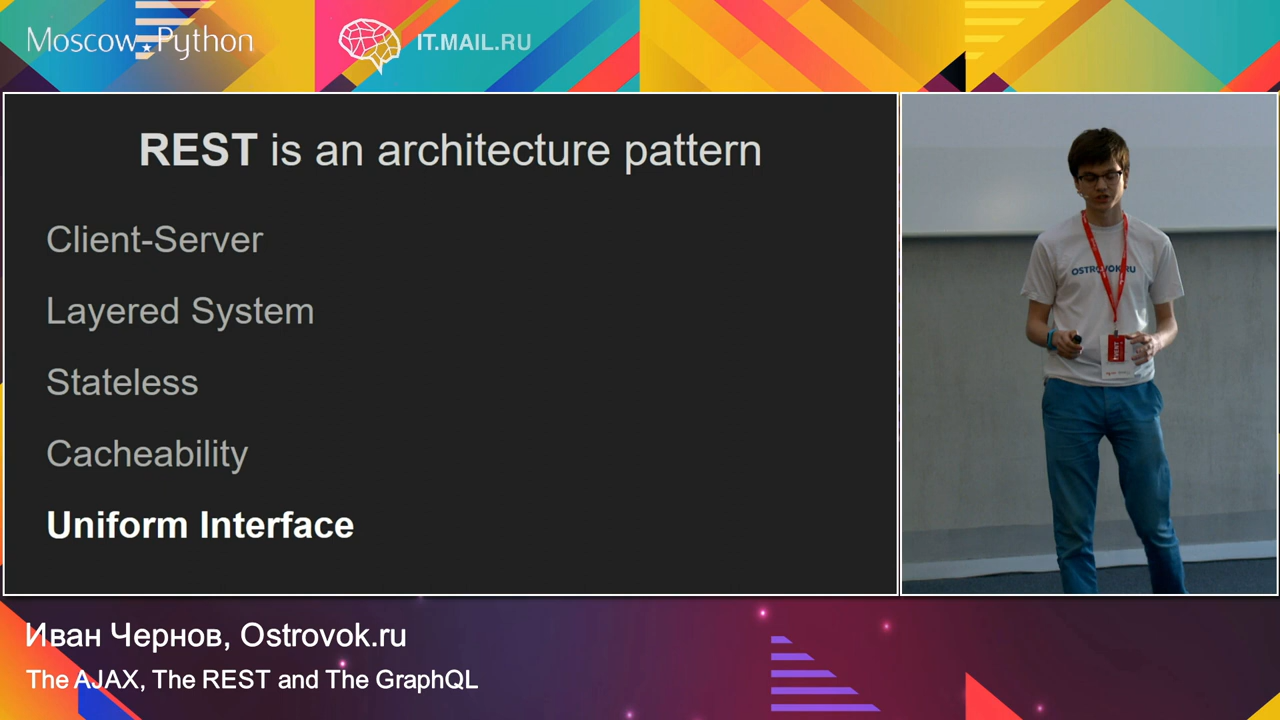 Moscow Python
IT.MAIL.RU
REST is an architecture pattern
Client-Server
Layered System
Stateless
Cacheability
Uniform Interface
OSTROVOK.RU
Иван Чернов, Ostrovok.ru
The AJAX, The REST and The GraphQL